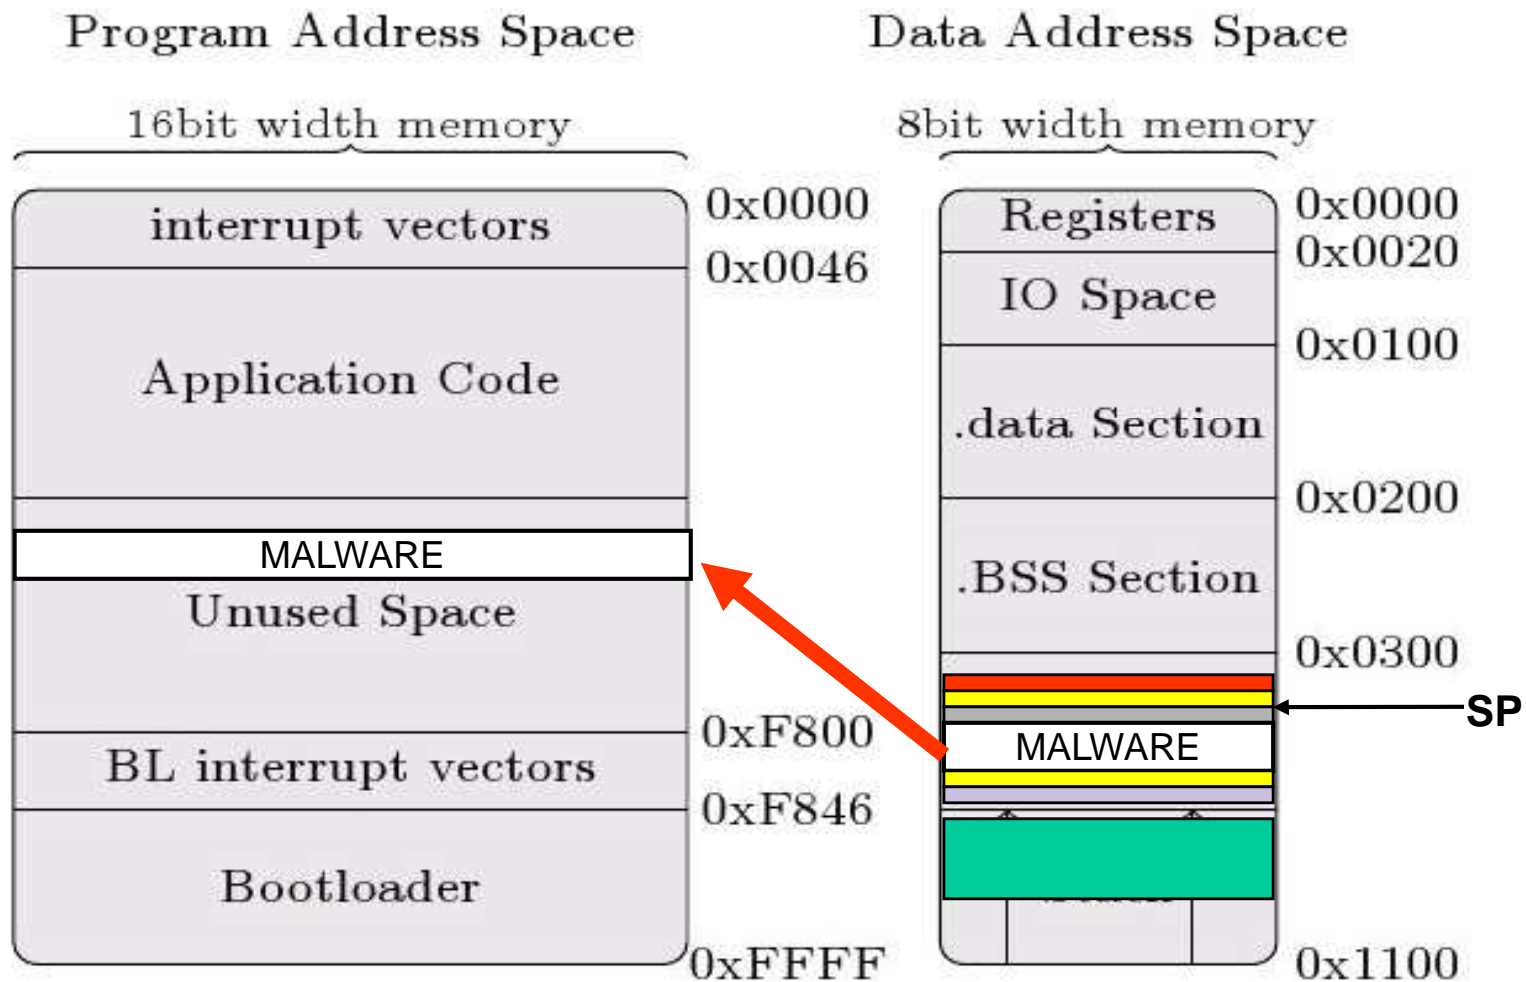 Program Address Space
Data Address Space
16bit width memory
8bit width memory
interrupt vectors
0x0000
0x0046
Application Code
MALWARE
Unused Space
0xF800
BL interrupt vectors
0xF846
Bootloader
0xFFFF
Registers
0x0000
0x0020
IO Space
0x0100
.data Section
0x0200
.BSS Section
0x0300
SP
MALWARE
0x1100